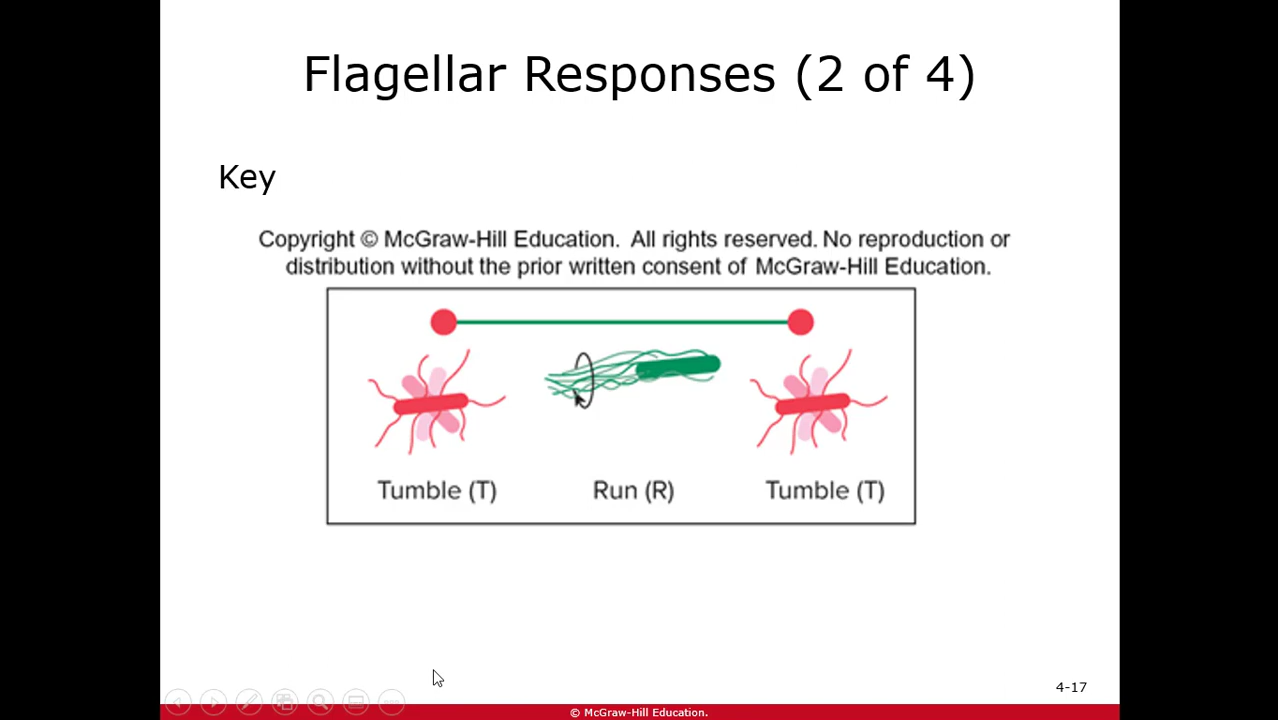 Flagellar Responses (2 of 4)
Key
Copyright © McGraw-Hill Education. All rights reserved. No reproduction or
distribution without the prior written consent of McGraw-Hill Education.
Tumble (T) Run (R) Tumble (T)
4-17
© McGraw-Hill Education.